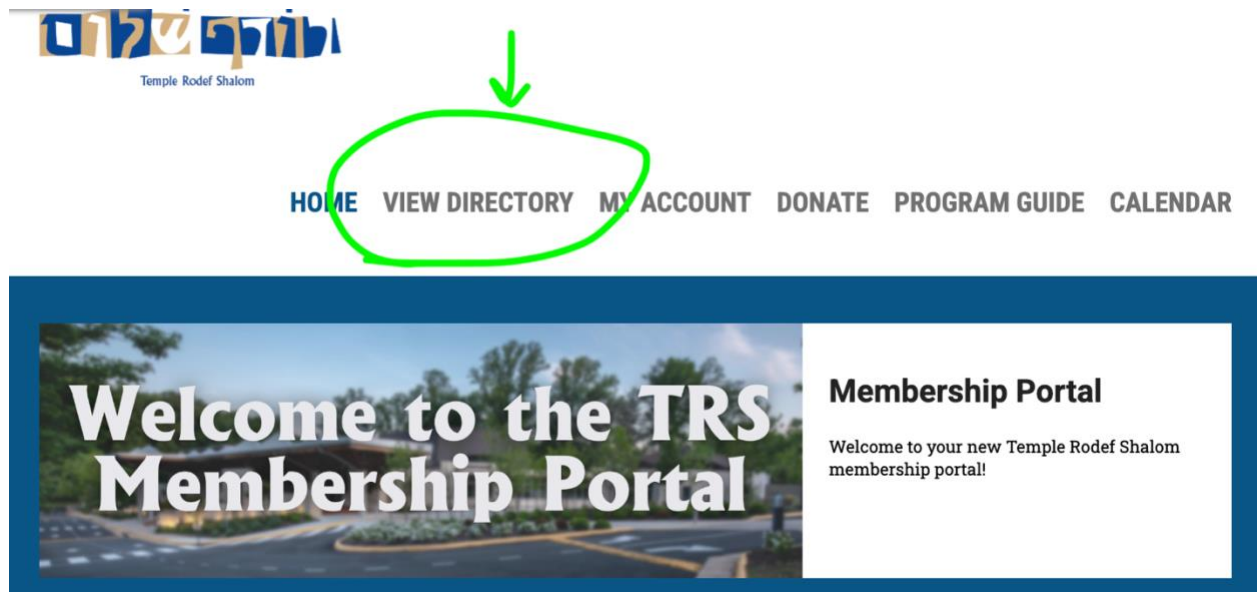 רודף שלום
Temple Rodef Shalom
HOME VIEW DIRECTORY MY ACCOUNT DONATE PROGRAM GUIDE CALENDAR
Welcome to the TRS
Membership Portal
Membership Portal
Welcome to your new Temple Rodef Shalom
membership portal!